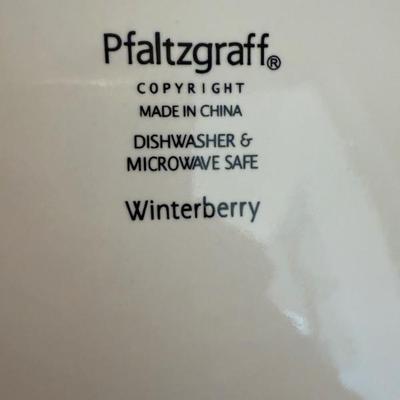 Pfaltzgraff®
COPYRIGHT
MADE IN CHINA
DISHWASHER &
MICROWAVE SAFE
Winterberry